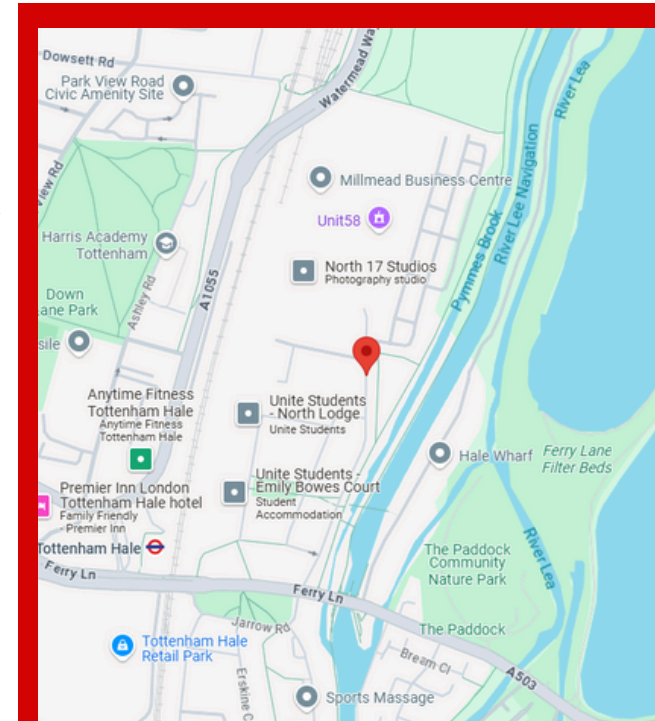 Dowsett Rd
Watermead Way
Park View Road
Civic Amenity Site
View Rd
River Lea
Millmead Business Centre
Unit58
Pymmes Brook
River Lee Navigation
Harris Academy
Tottenham
North 17 Studios
Photography studio
A1055
Ashley Rd
Down
Lane Park
sile
Anytime Fitness
Tottenham Hale
Anytime Fitness
Tottenham Hale
Unite Students
- North Lodge
Unite Students
Hale Wharf
Ferry Lane
Filter Beds
Premier Inn London
Tottenham Hale hotel
Family Friendly
- Premier Inn
Unite Students -
Emily Bowes Court
Student
Accommodation
Tottenham Hale
The Paddock
Community
Nature Park
River Lea
Ferry Ln
Ferry Ln
Jarrow Rd
The Paddock
Tottenham Hale
Retail Park
Bream Cl
A503
Erskine C
Sports Massage